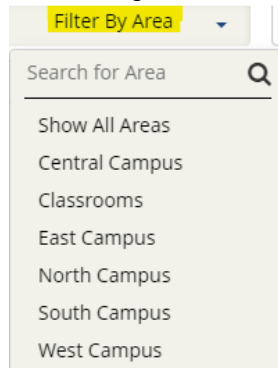 Filter By Area
Search for Area
Show All Areas
Central Campus
Classrooms
East Campus
North Campus
South Campus
West Campus